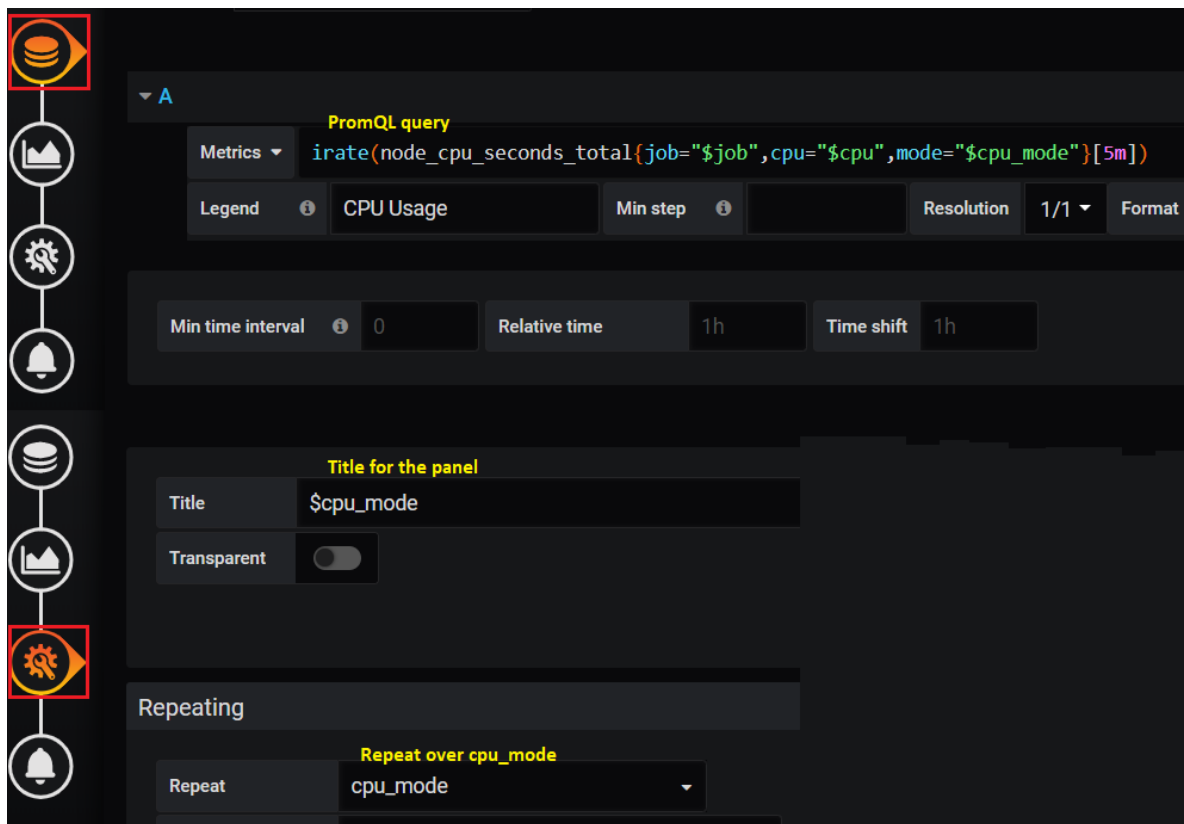 A
PromQL query
Metrics irate(node_cpu_seconds_total{job="$job",cpu="$cpu",mode="$cpu_mode"}[5m])
Legend CPU Usage Min step Resolution 1/1 Format
Min time interval 0 Relative time 1h Time shift 1h
Title for the panel
Title $cpu_mode
Transparent
Repeating
Repeat over cpu_mode
Repeat cpu_mode